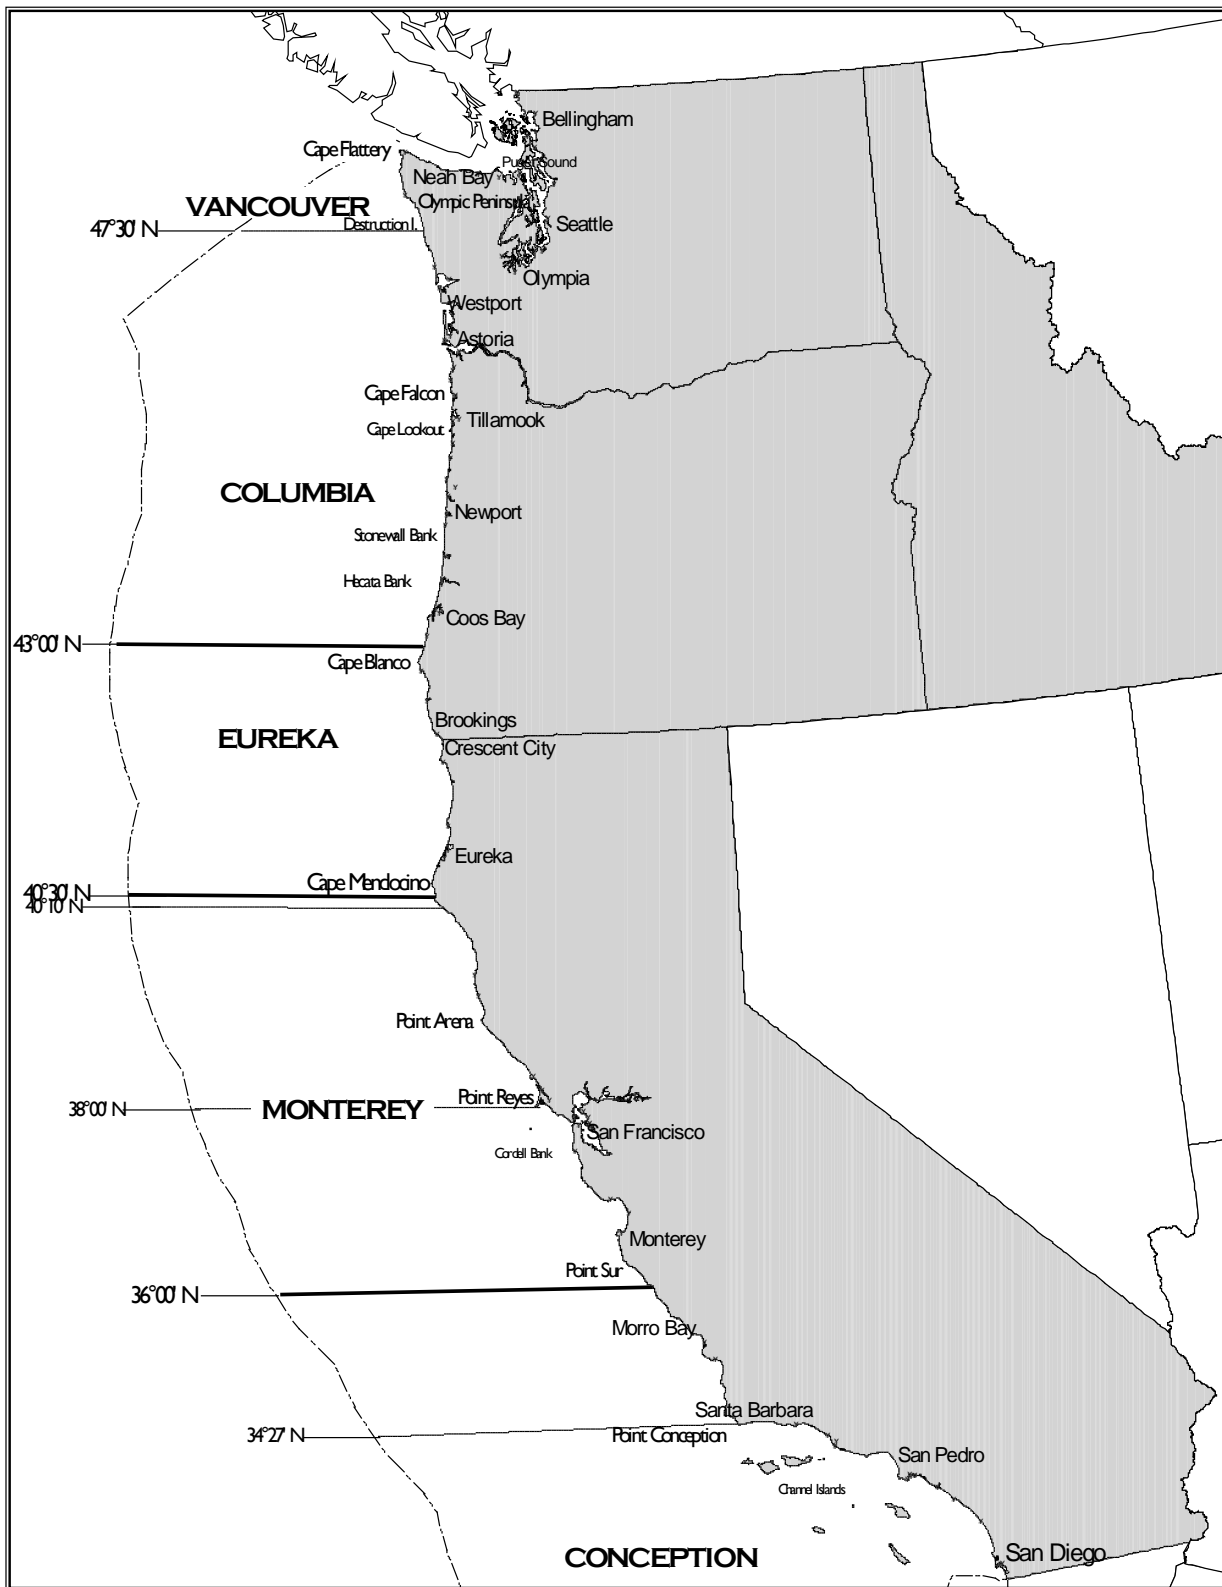 Bellingham
Cape Flattery
Puget Sound
Neah Bay
VANCOUVER
Olympic Peninsula
47°30' N
Destruction I.
Seattle
Olympia
Westport
Astoria
Cape Falcon
Tillamook
Cape Lookout
COLUMBIA
Newport
Stonewall Bank
Hecata Bank
Coos Bay
43°00' N
Cape Blanco
Brookings
EUREKA
Crescent City
Eureka
Cape Mendocino
40°30' N
40°10' N
Point Arena
Point Reyes
38°00' N
MONTEREY
San Francisco
Cordell Bank
Monterey
Point Sur
36°00' N
Morro Bay
Santa Barbara
34°27' N
Point Conception
San Pedro
Channel Islands
CONCEPTION
San Diego